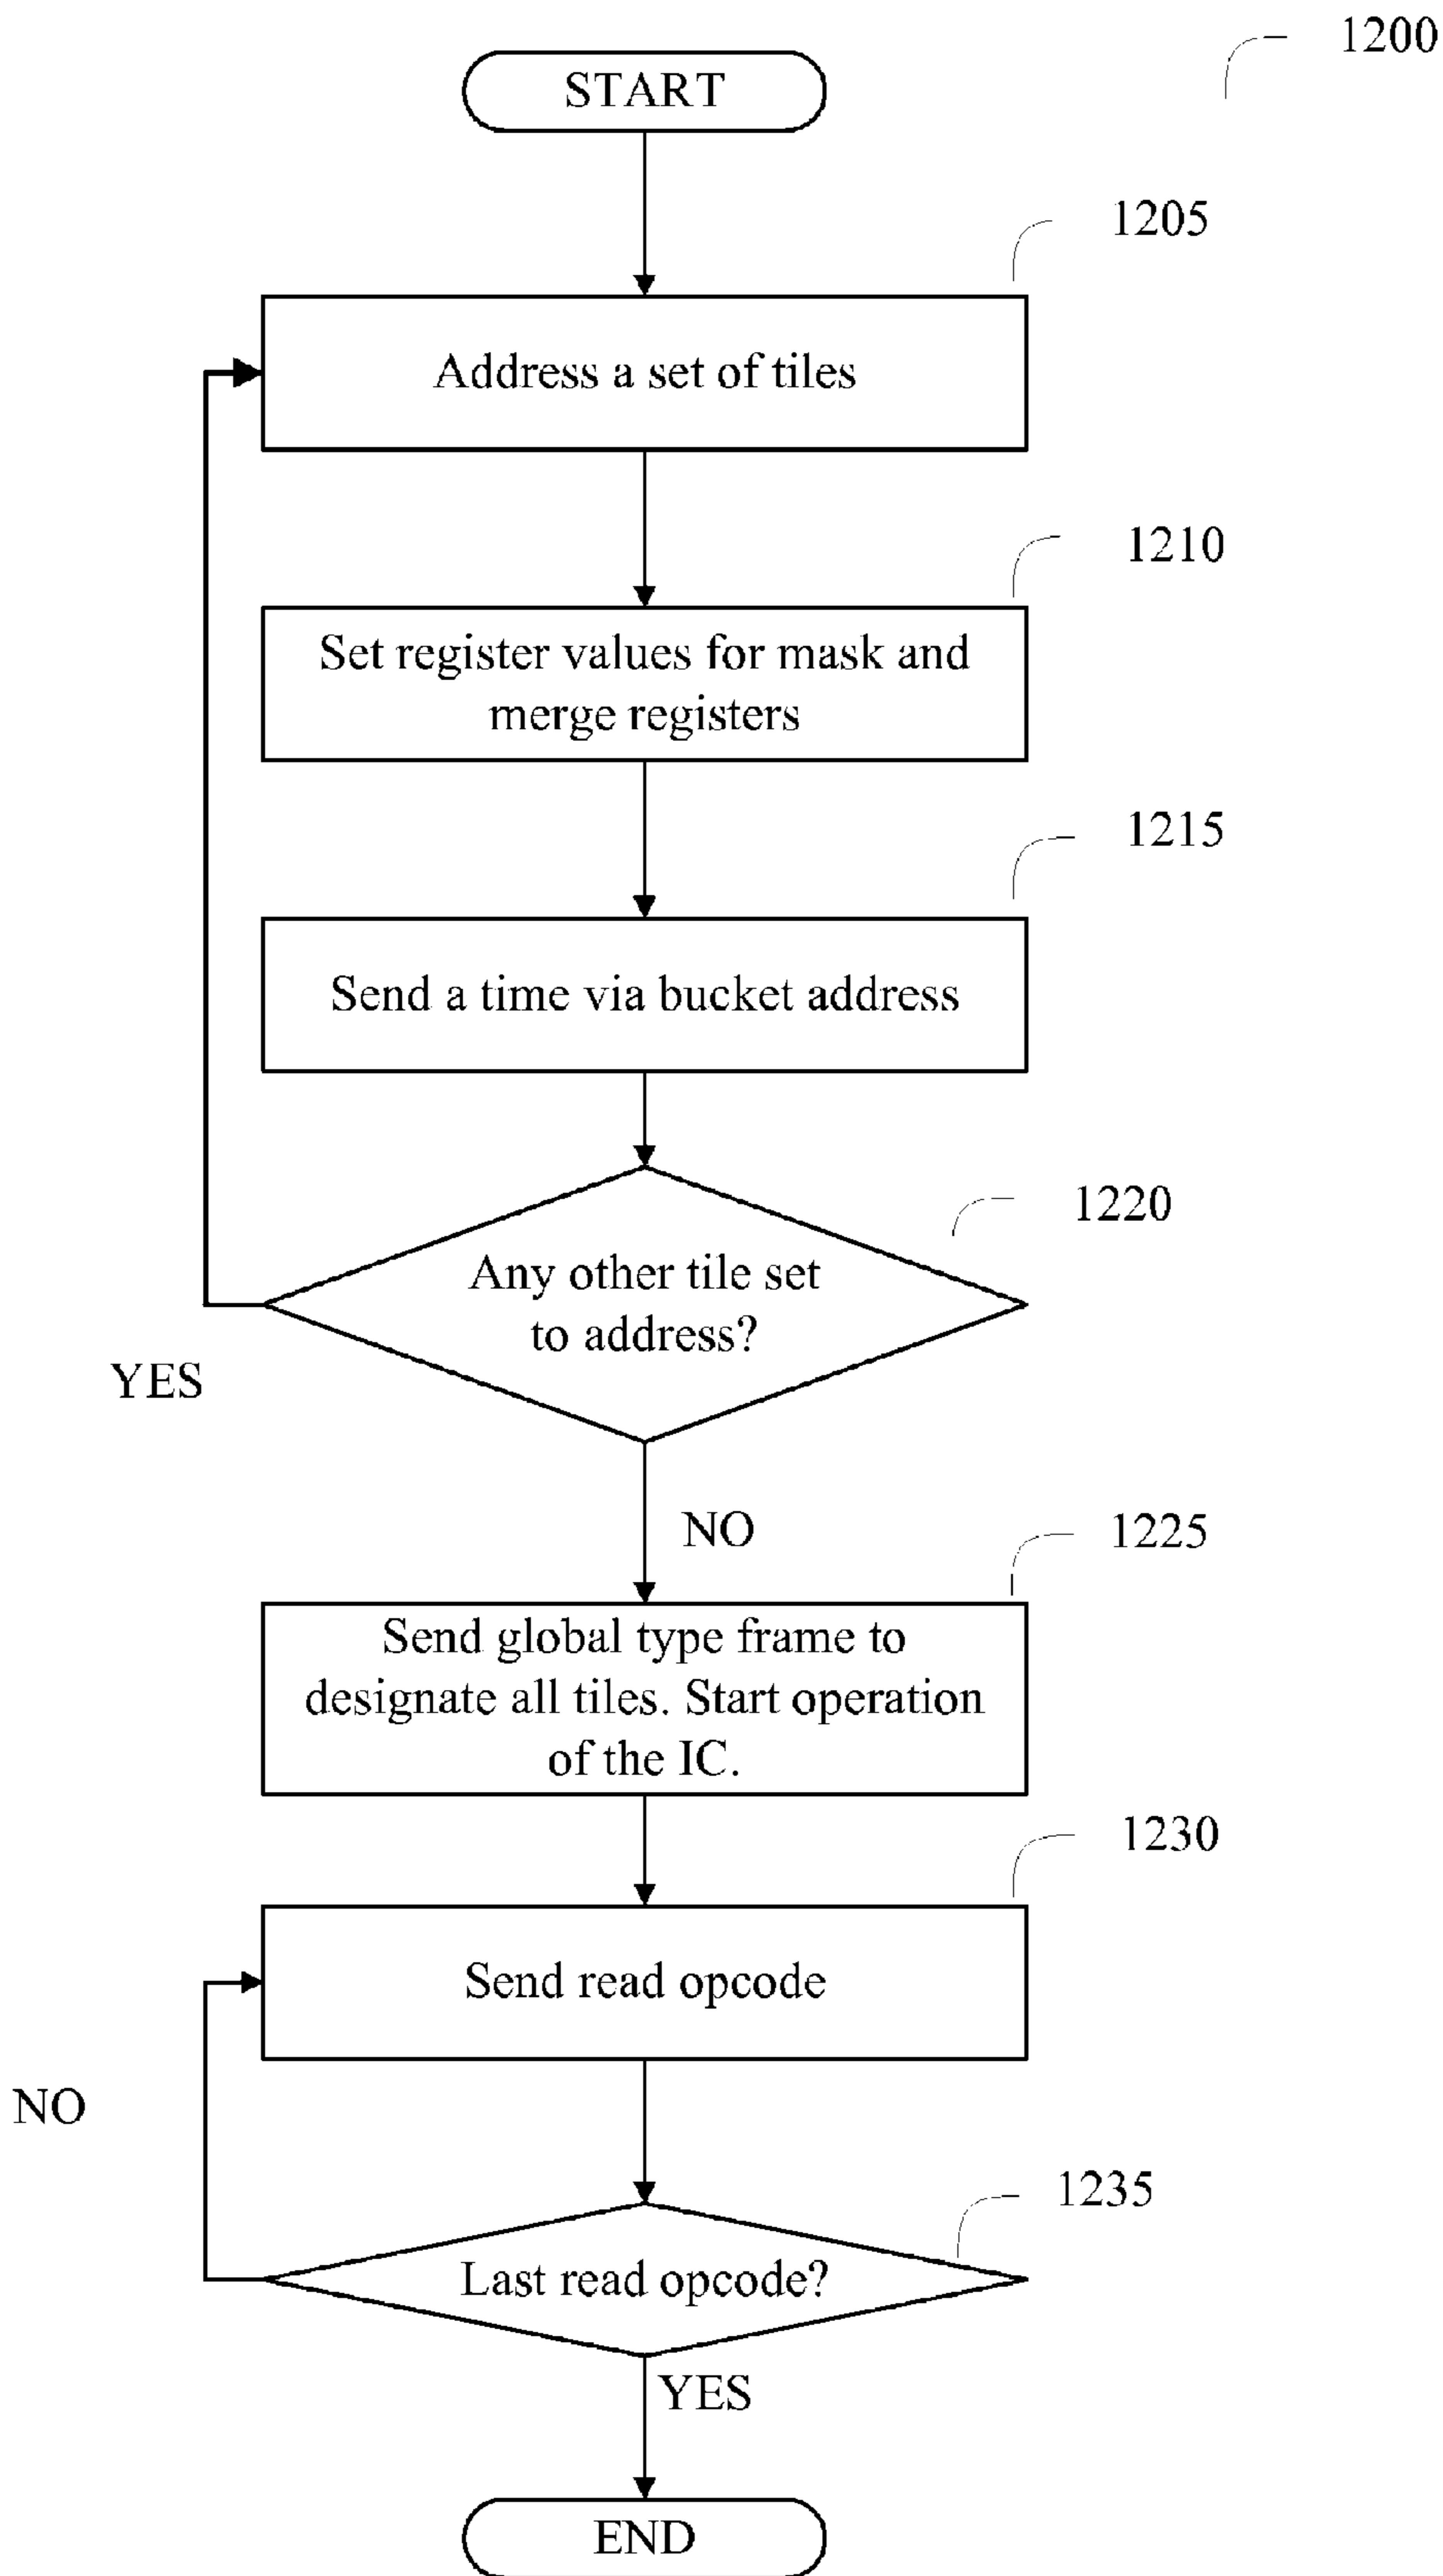 1200
START
1205
Address a set of tiles
1210
Set register values for mask and
merge registers
1215
Send a time via bucket address
1220
Any other tile set
to address?
YES
NO
1225
Send global type frame to
designate all tiles. Start operation
of the IC.
1230
Send read opcode
NO
1235
Last read opcode?
YES
END